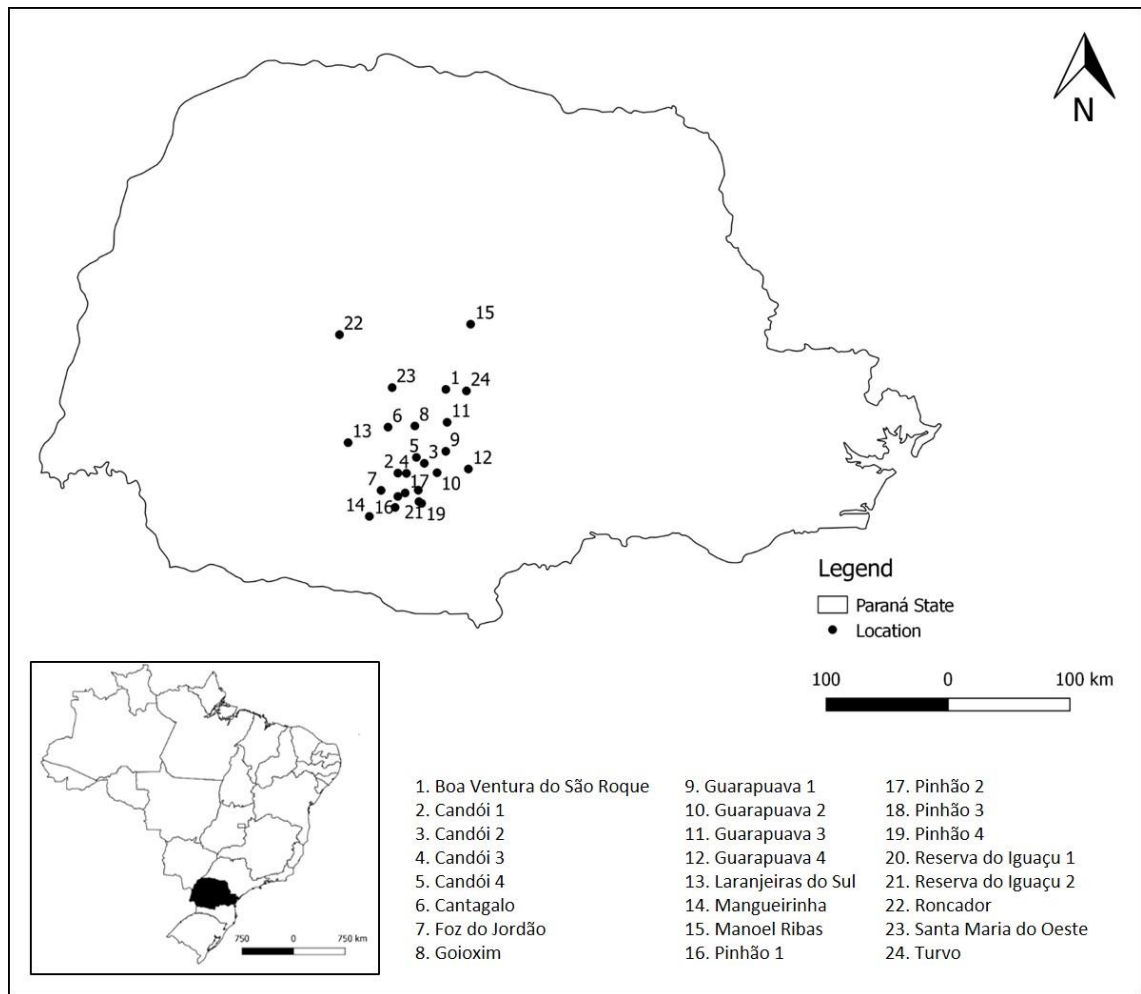 N
22
15
23
1
24
6
8
11
13
5
3
9
2
4
12
7
17
10
14
16
21
19
Legend
Paraná State
Location
100 0 100 km
750 0 750 km
1. Boa Ventura do São Roque
2. Candói 1
3. Candói 2
4. Candói 3
5. Candói 4
6. Cantagalo
7. Foz do Jordão
8. Goioxim
9. Guarapuava 1
10. Guarapuava 2
11. Guarapuava 3
12. Guarapuava 4
13. Laranjeiras do Sul
14. Mangueirinha
15. Manoel Ribas
16. Pinhão 1
17. Pinhão 2
18. Pinhão 3
19. Pinhão 4
20. Reserva do Iguaçu 1
21. Reserva do Iguaçu 2
22. Roncador
23. Santa Maria do Oeste
24. Turvo